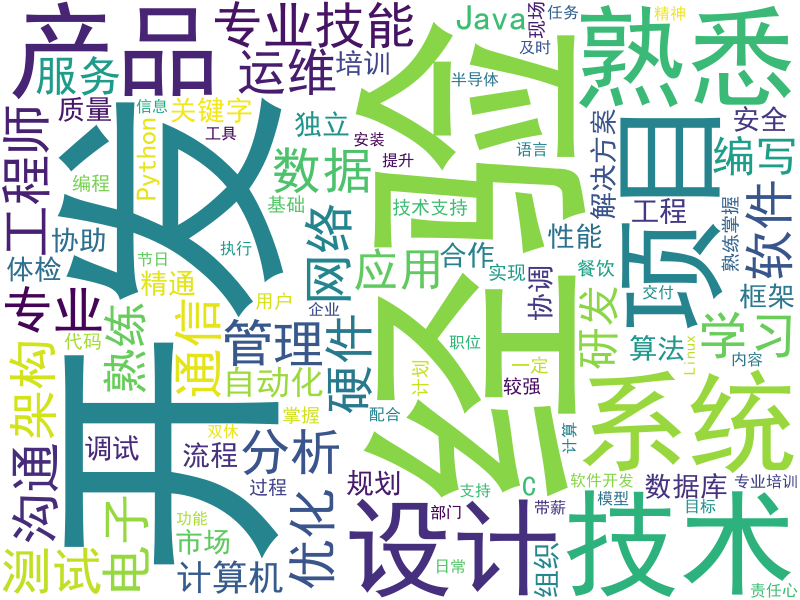 产品
专业技能
Java
现场
任务
精神
及时
熟悉
服务
运维
培训
半导体
工程师
质量
信息
关键字
工具
独立
安装
提升
语言
解决方案
安全
编写
开发
经验
项目
Python
编程
数据
基础
技术支持
工程
熟练掌握
软件
协助
节日
执行
网络
合作
性能
体检
精通
应用
实现
餐饮
协调
交付
框架
专业
代码
熟练
通信
用户
管理
企业
硬件
职位
一定
研发
算法
Linux
学习
内容
架构
自动化
计划
较强
系统
双休
掌握
配合
计算
沟通
调试
流程
分析
过程
规划
支持
C
软件开发
数据库
专业培训
测试
电子
功能
市场
计算机
优化
设计
部门
带薪
日常
组织
技术
模型
目标
责任心